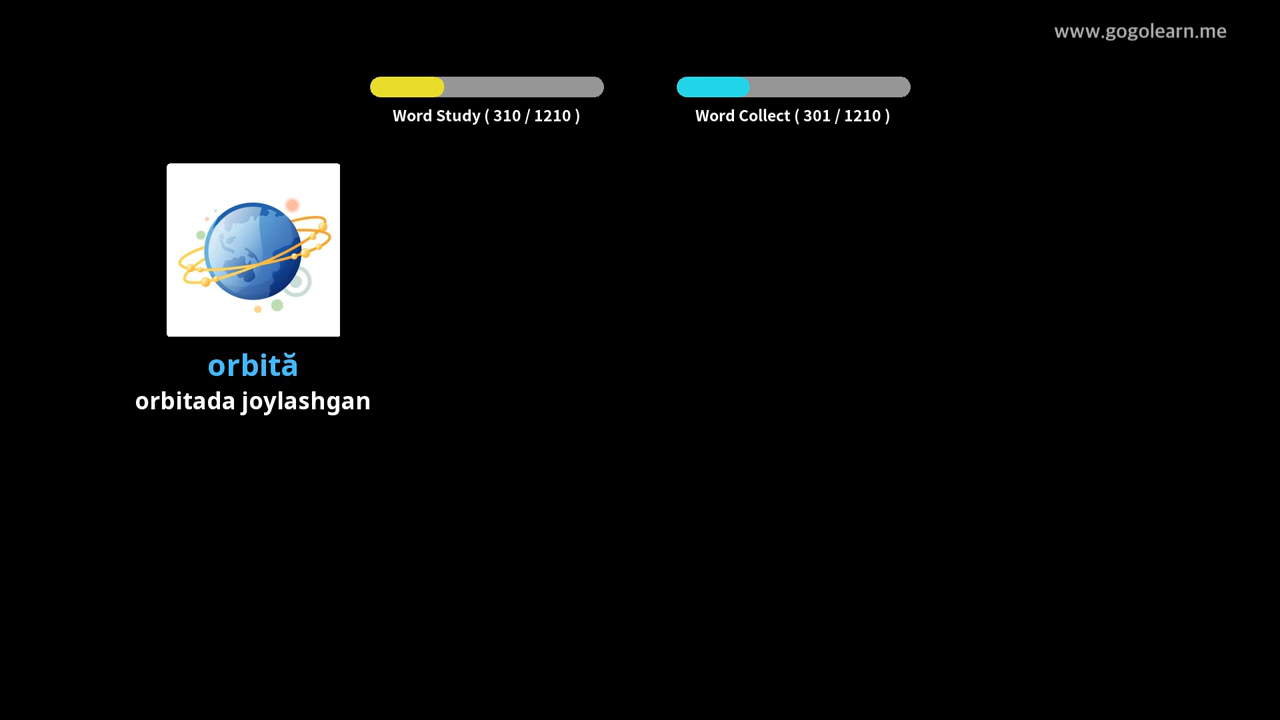 www.gogolearn.me
Word Study ( 310 / 1210 )
Word Collect ( 301 / 1210 )
orbită
orbitada joylashgan